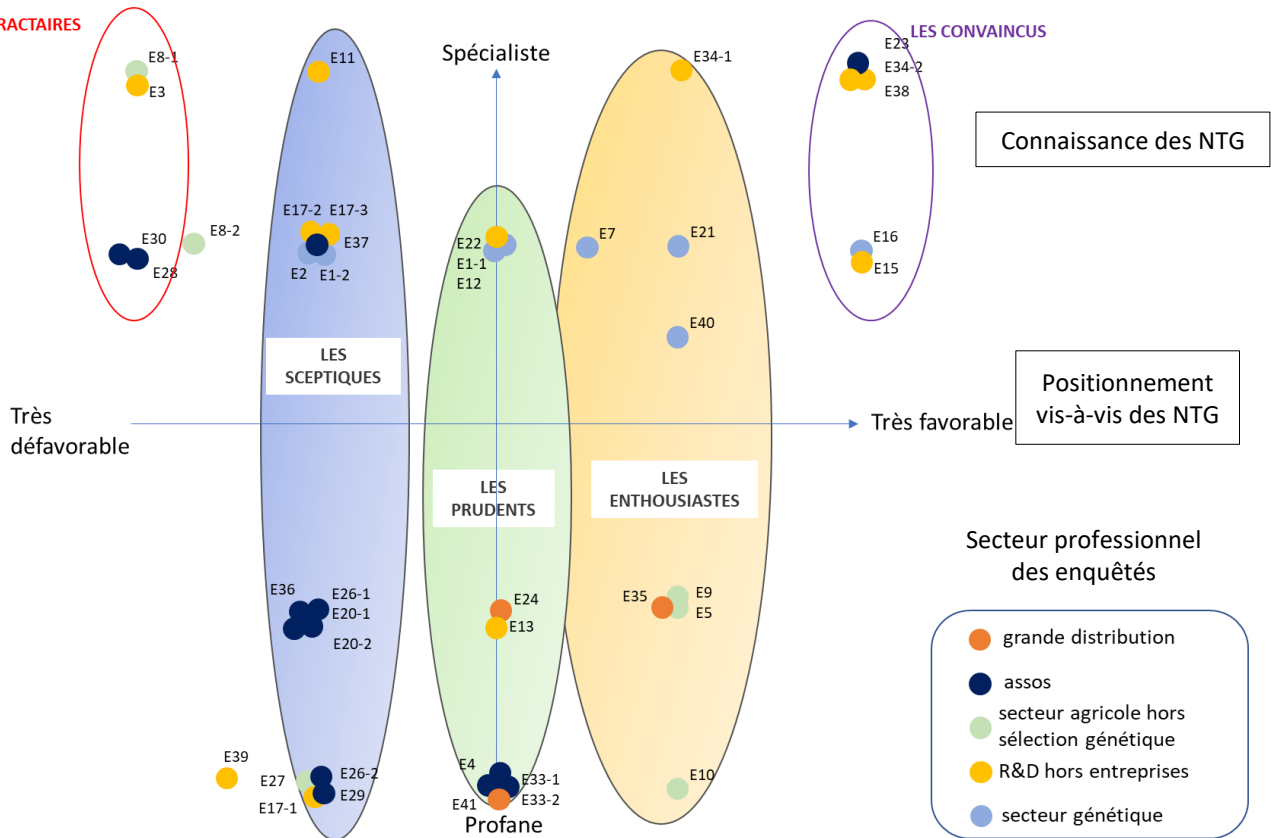 RACTAIRES
LES CONVAINCUS
Spécialiste
E8-1
E3
E11
E34-1
E23
E34-2
E38
Connaissance des NTG
E30
E28
E8-2
E17-2
E17-3
E37
E2
E1-2
E22
E1-1
E12
E7
E21
E16
E15
E40
LES
SCEPTIQUES
Très
défavorable
Très favorable
Positionnement
vis-à-vis des NTG
LES
PRUDENTS
LES
ENTHOUSIASTES
E36
E26-1
E20-1
E20-2
E24
E13
E35
E9
E5
E39
E27
E17-1
E26-2
E29
E4
E41
E33-1
E33-2
E10
Profane
Secteur professionnel
des enquêtés
grande distribution
assos
secteur agricole hors
sélection génétique
R&D hors entreprises
secteur génétique